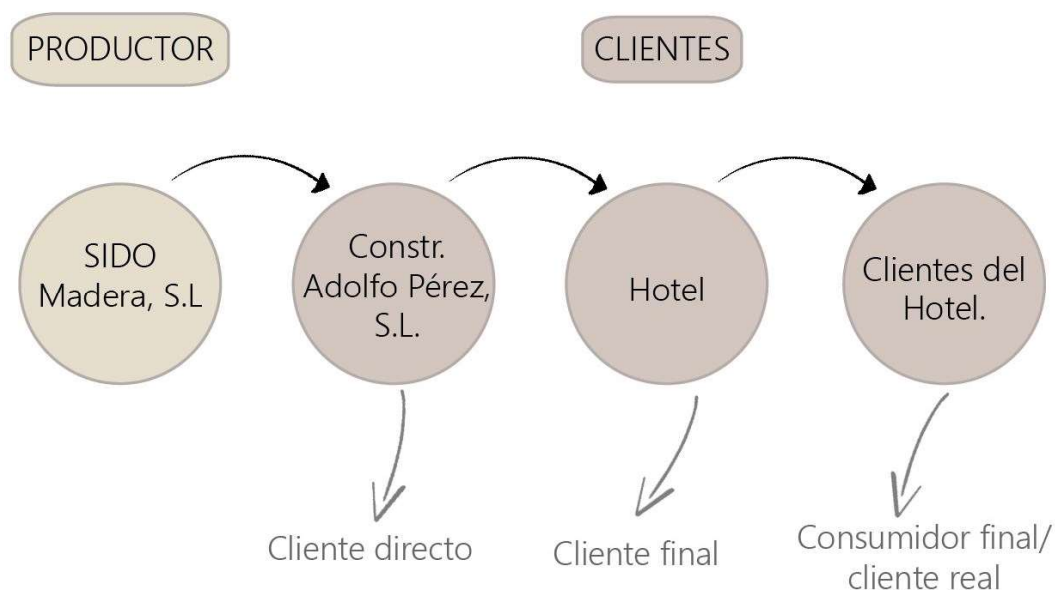 PRODUCTOR
CLIENTES
SIDO
Madera, S.L
Constr.
Adolfo Pérez,
S.L.
Hotel
Clientes del
Hotel.
Cliente directo
Cliente final
Consumidor final/
cliente real